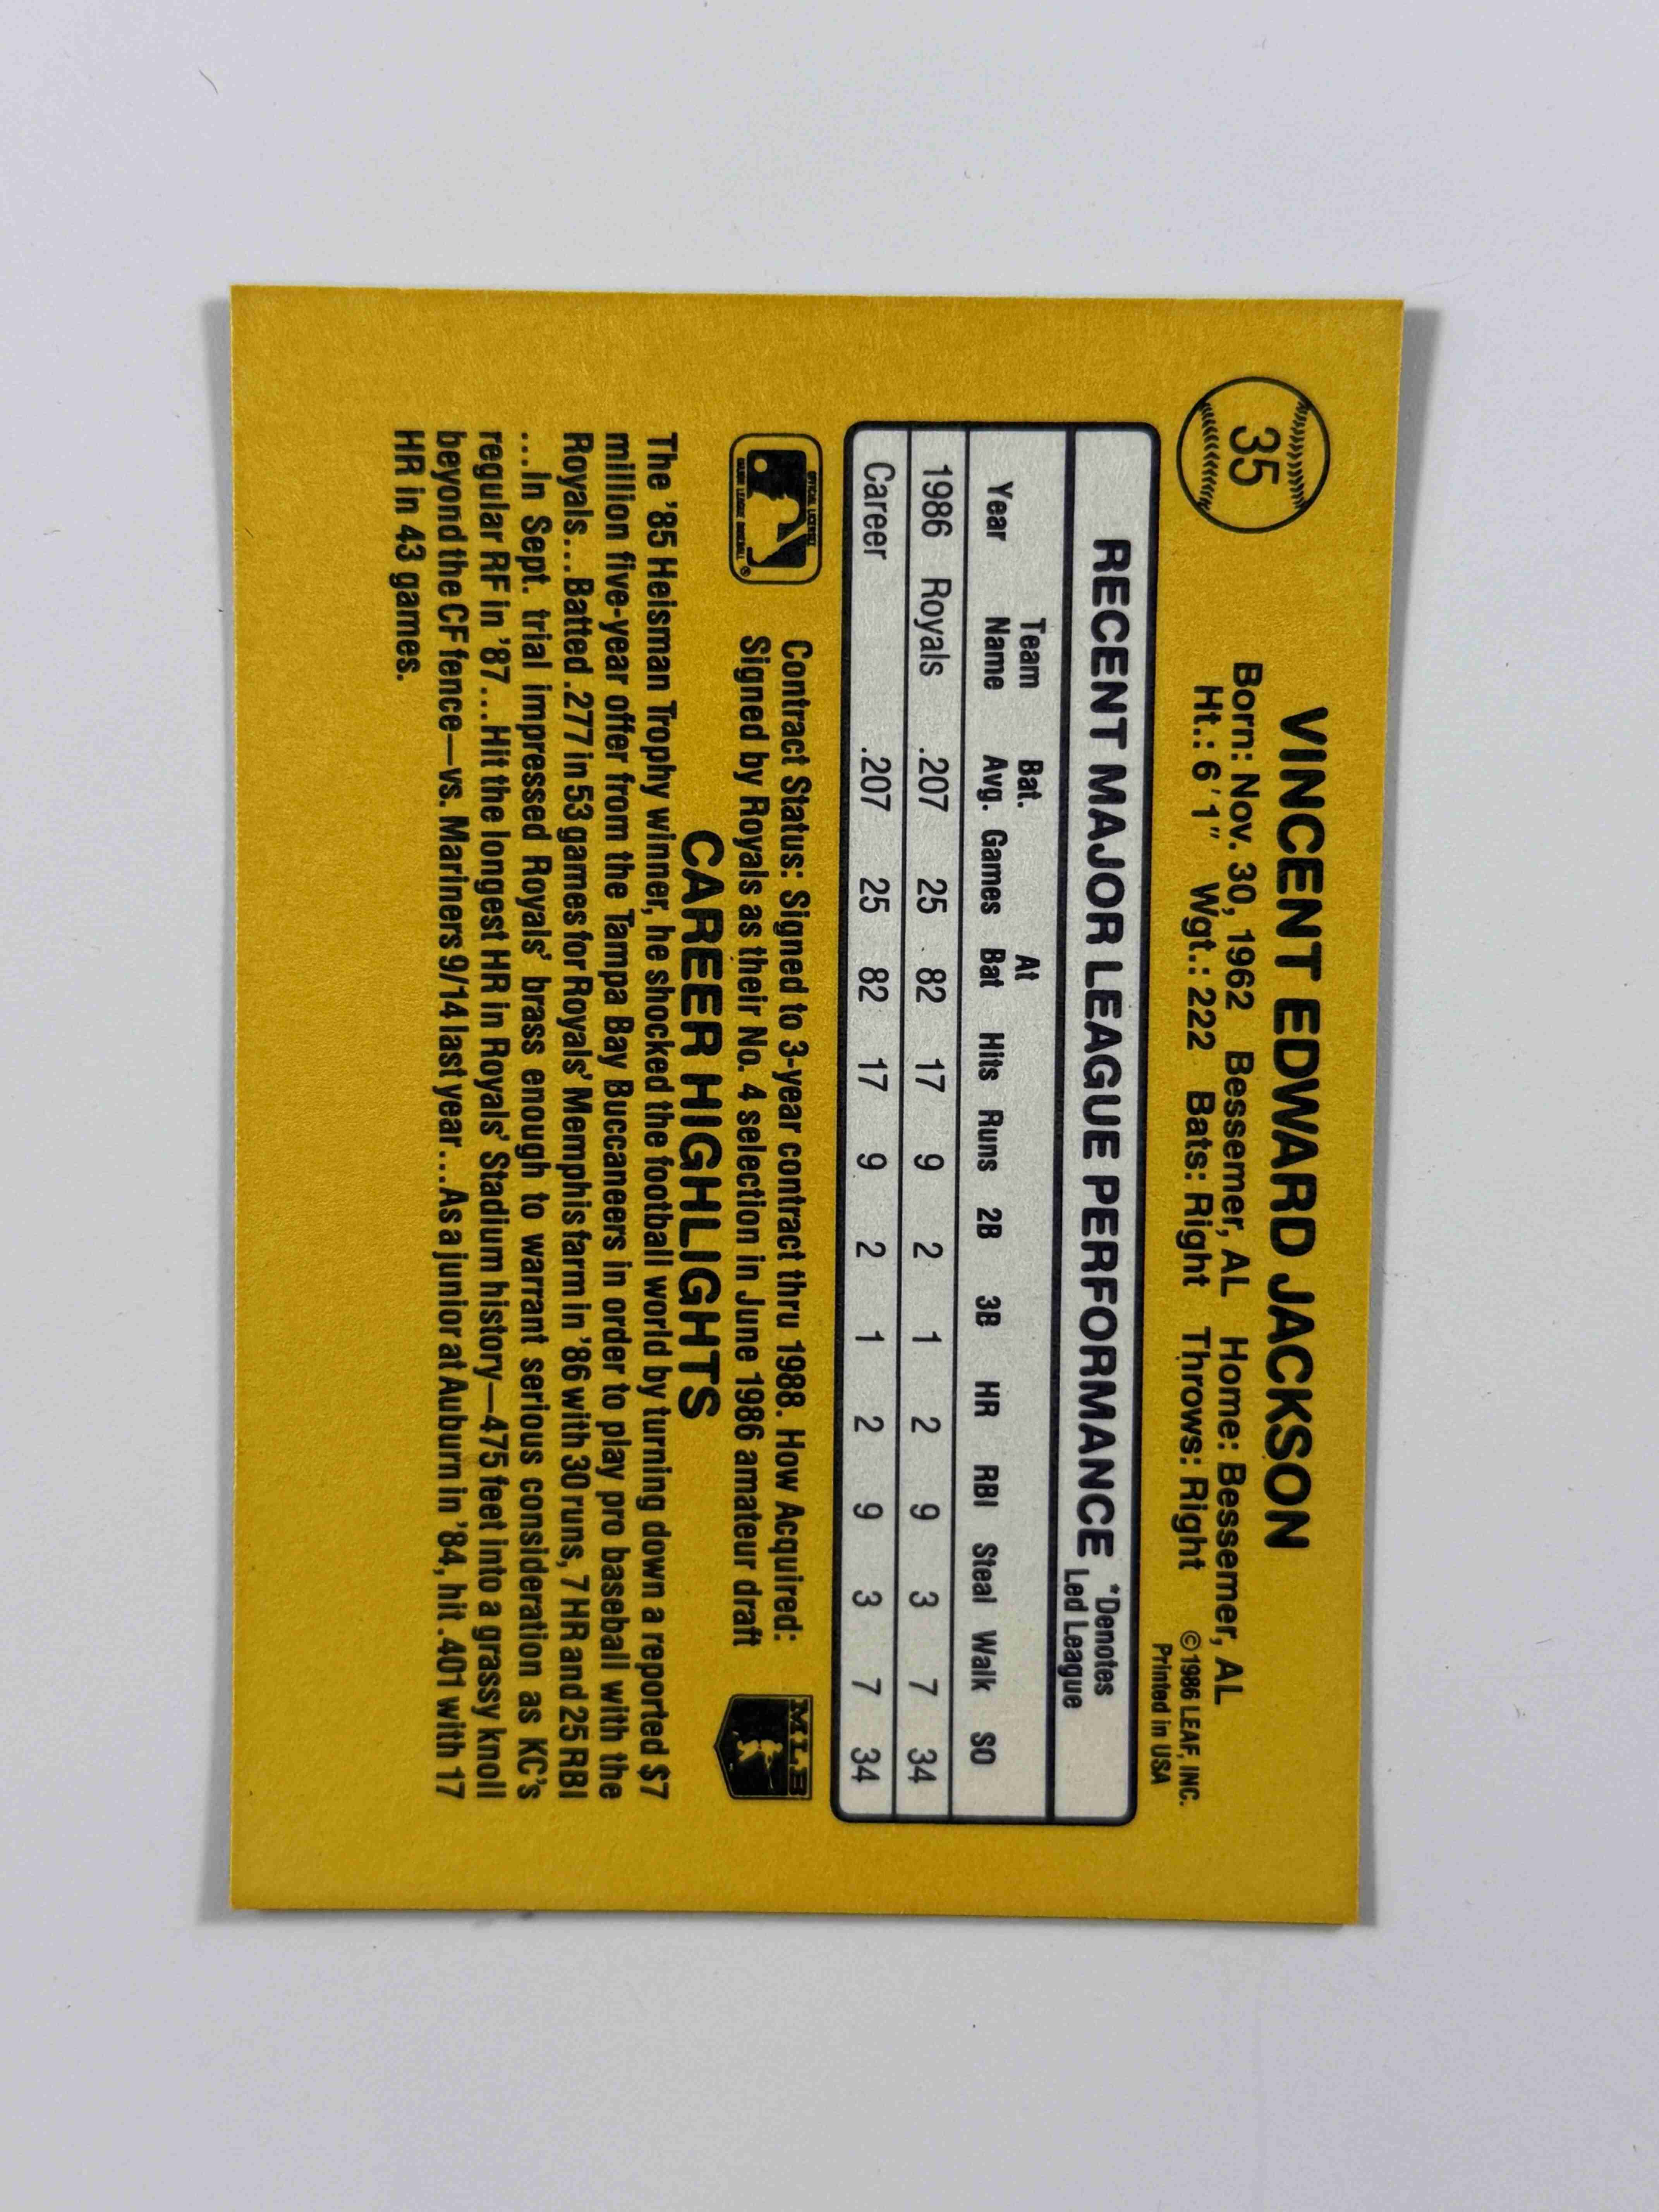 35
VINCENT EDWARD JACKSON
Born: Nov. 30, 1962 Bessemer, AL Home: Bessemer, AL
Ht.: 6'1" Wgt.: 222 Bats: Right Throws: Right
©1986 LEAF, INC.
Printed in USA
RECENT MAJOR LEAGUE PERFORMANCE *Denotes
Led League
Team Bat. At
Year Name Avg. Games Bat Hits Runs 2B 3B HR RBI Steal Walk SO
1986 Royals .207 25 82 17 9 2 1 2 9 3 7 34
Career .207 25 82 17 9 2 1 2 9 3 7 34
®
Contract Status: Signed to 3-year contract thru 1988. How Acquired:
Signed by Royals as their No. 4 selection in June 1986 amateur draft
MLB
CAREER HIGHLIGHTS
The '85 Heisman Trophy winner, he shocked the football world by turning down a reported $7
million five-year offer from the Tampa Bay Buccaneers in order to play pro baseball with the
Royals...Batted .277 in 53 games for Royals' Memphis farm in '86 with 30 runs, 7 HR and 25 RBI
...In Sept. trial impressed Royals' brass enough to warrant serious consideration as KC's
regular RF in '87...Hit the longest HR in Royals' Stadium history—475 feet into a grassy knoll
beyond the CF fence—vs. Mariners 9/14 last year...As a junior at Auburn in '84, hit .401 with 17
HR in 43 games.